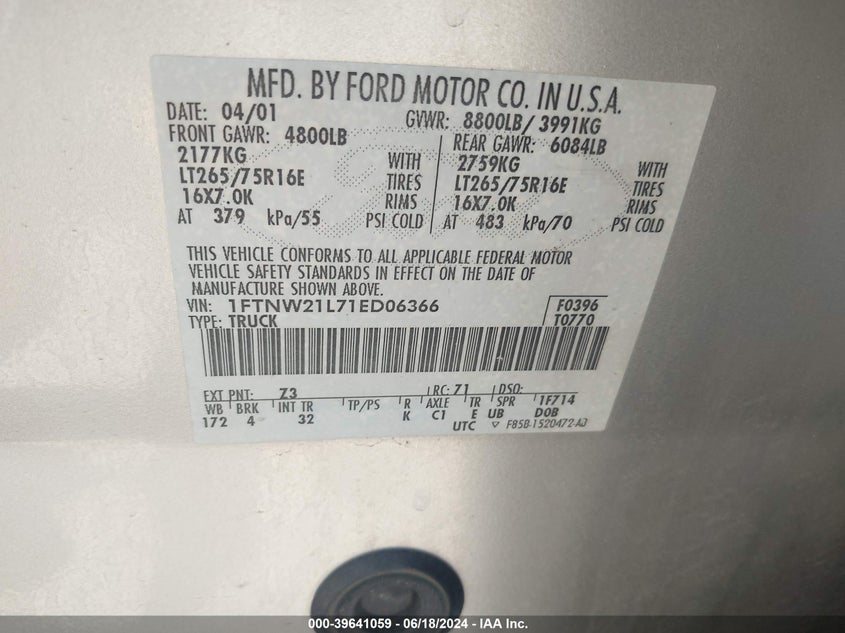 MFD. BY FORD MOTOR CO. IN U.S.A.
DATE: 04/01 GVWR: 8800LB/ 3991KG
FRONT GAWR: 4800LB REAR GAWR: 6084LB
2177KG WITH 2759KG WITH
LT265/75R16E TIRES LT265/75R16E TIRES
16X7.0K RIMS 16X7.0K RIMS
AT 379 kPa/55 PSI COLD AT 483 kPa/70 PSI COLD
THIS VEHICLE CONFORMS TO ALL APPLICABLE FEDERAL MOTOR
VEHICLE SAFETY STANDARDS IN EFFECT ON THE DATE OF
MANUFACTURE SHOWN ABOVE.
VIN: 1FTNW21L71ED06366 F0396
TYPE: TRUCK T0770
EXT PNT: Z3 RC: 71 DSO:
WB BRK INT TR TP/PS R AXLE TR SPR 1F714
172 4 32 K C1 E UB D0B
UTC ▽ F85B-1520472-AD
000-39641059 - 06/18/2024 - IAA Inc.